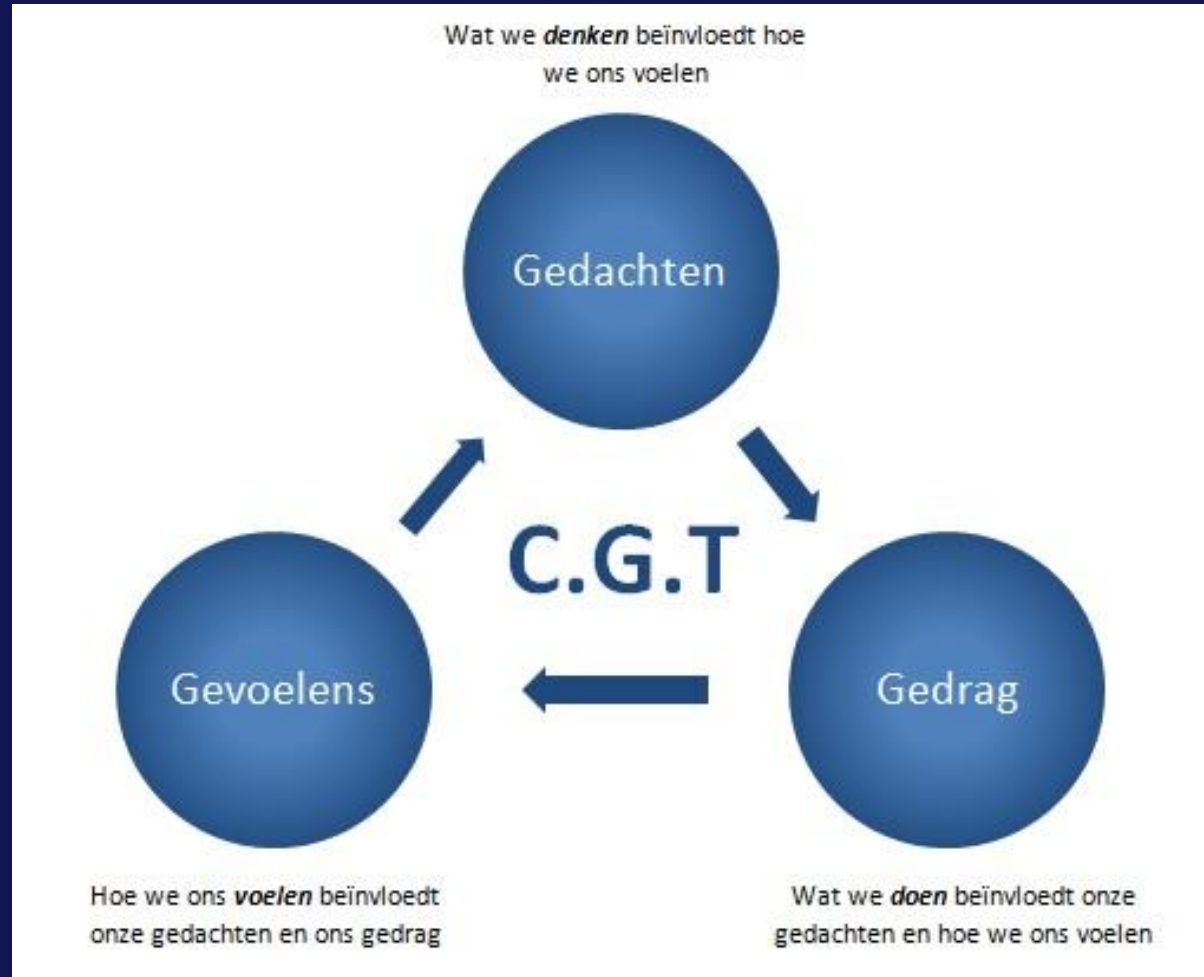 Wat we denken beïnvloedt hoe
we ons voelen
Gedachten
C.G.T
Gevoelens
Gedrag
Hoe we ons voelen beïnvloedt
onze gedachten en ons gedrag
Wat we doen beïnvloedt onze
gedachten en hoe we ons voelen